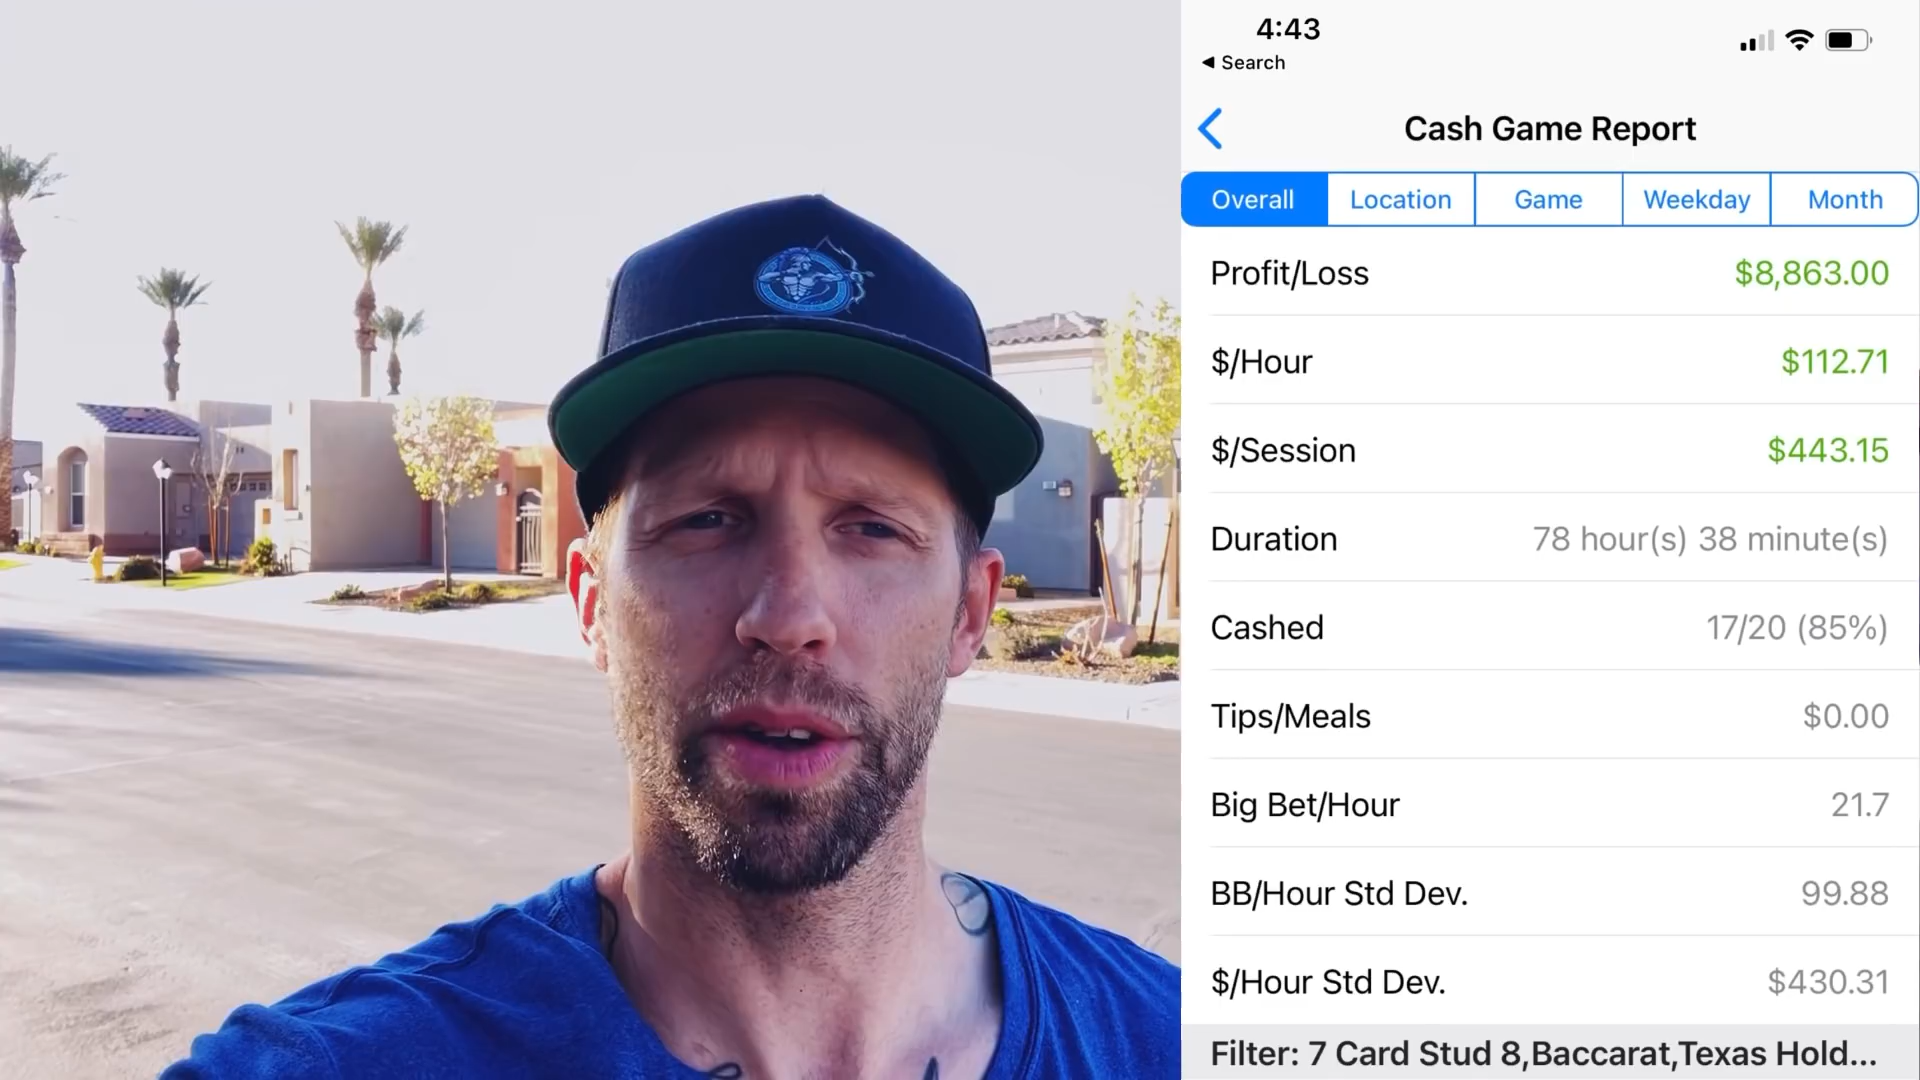 4:43
◀ Search
Cash Game Report
Overall Location Game Weekday Month
Profit/Loss $8,863.00
$/Hour $112.71
$/Session $443.15
Duration 78 hour(s) 38 minute(s)
Cashed 17/20 (85%)
Tips/Meals $0.00
Big Bet/Hour 21.7
BB/Hour Std Dev. 99.88
$/Hour Std Dev. $430.31
Filter: 7 Card Stud 8,Baccarat,Texas Hold...